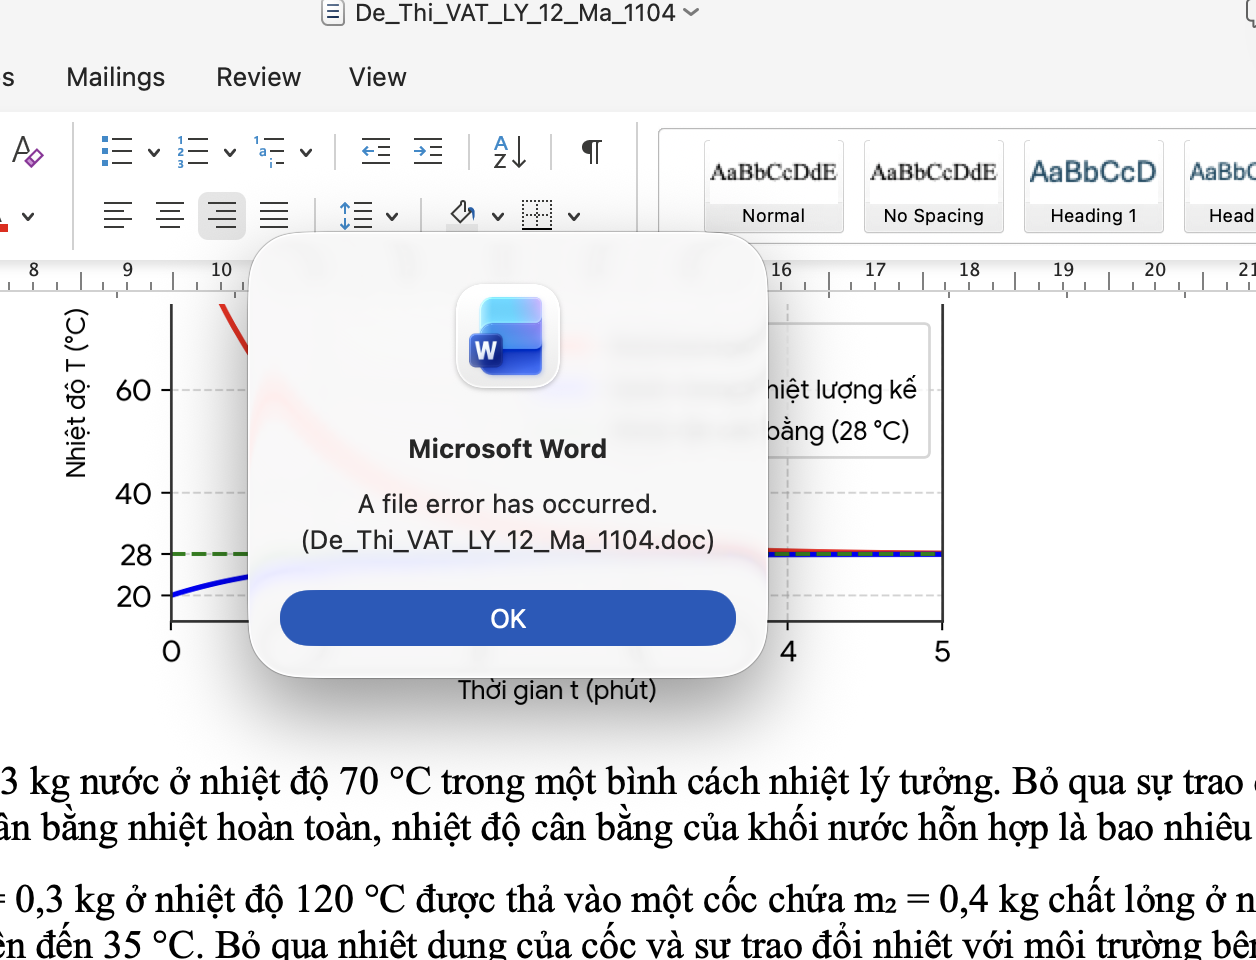 De_Thi_VAT_LY_12_Ma_1104
s Mailings Review View
AaBbCcDdE AaBbCcDdE AaBbCcD AaBbC
Normal No Spacing Heading 1 Head
8 9 10 16 17 18 19 20 21
Nhiệt độ T (°C)
60
40
28
20
hiệt lượng kế
bằng (28 °C)
W
Microsoft Word
A file error has occurred.
(De_Thi_VAT_LY_12_Ma_1104.doc)
OK
0 4 5
Thời gian t (phút)
3 kg nước ở nhiệt độ 70 °C trong một bình cách nhiệt lý tưởng. Bỏ qua sự trao
ân bằng nhiệt hoàn toàn, nhiệt độ cân bằng của khối nước hỗn hợp là bao nhiêu
= 0,3 kg ở nhiệt độ 120 °C được thả vào một cốc chứa m₂ = 0,4 kg chất lỏng ở n
ên đến 35 °C. Bỏ qua nhiệt dung của cốc và sự trao đổi nhiệt với môi trường bên